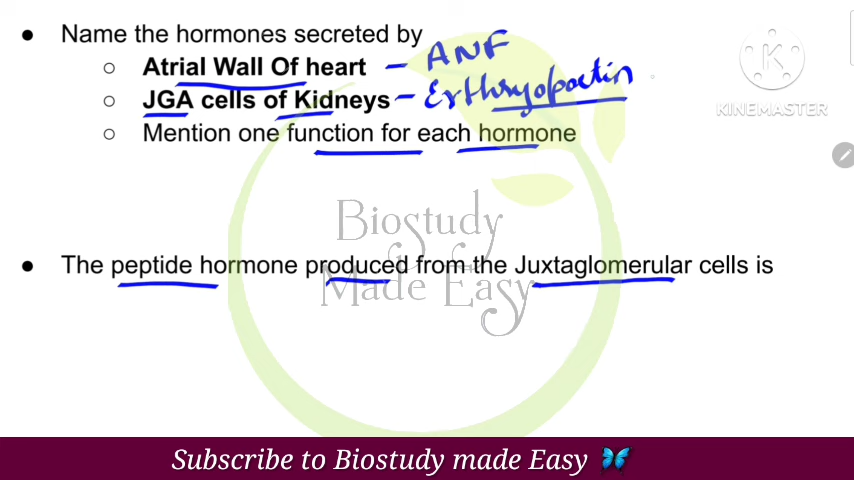 Name the hormones secreted by
Atrial Wall Of heart - ANF
JGA cells of Kidneys - Erthryopoetin
Mention one function for each hormone
KINEMASTER
Biostudy
Made Easy
The peptide hormone produced from the Juxtaglomerular cells is
Subscribe to Biostudy made Easy 🦋